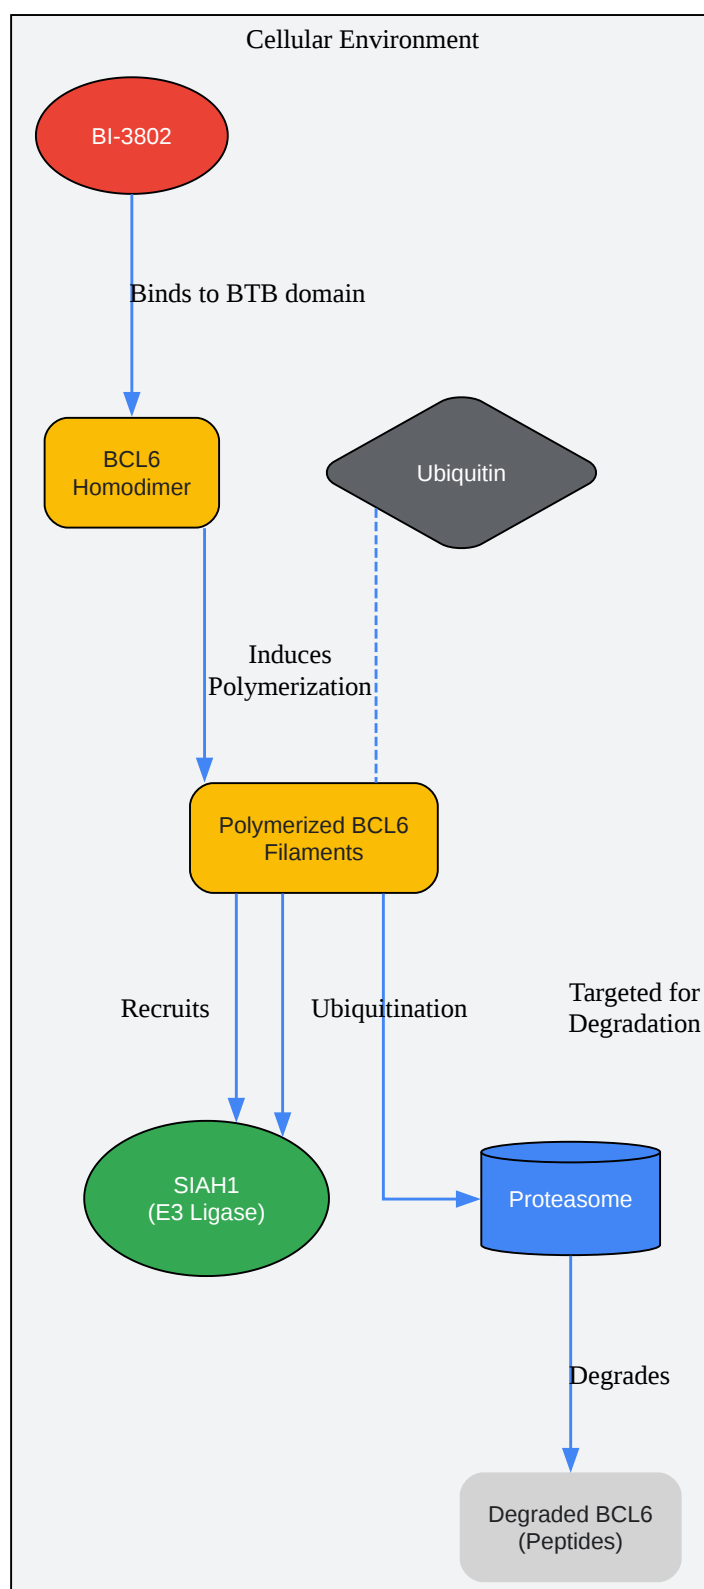 Cellular Environment
BI-3802
Binds to BTB domain
BCL6
Homodimer
Ubiquitin
Induces
Polymerization
Polymerized BCL6
Filaments
Recruits
Ubiquitination
Targeted for
Degradation
SIAH1
(E3 Ligase)
Proteasome
Degrades
Degraded BCL6
(Peptides)